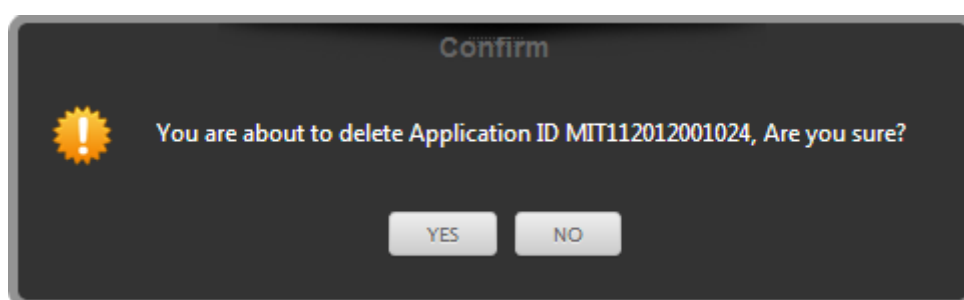 Confirm
You are about to delete Application ID MIT112012001024, Are you sure?
YES NO